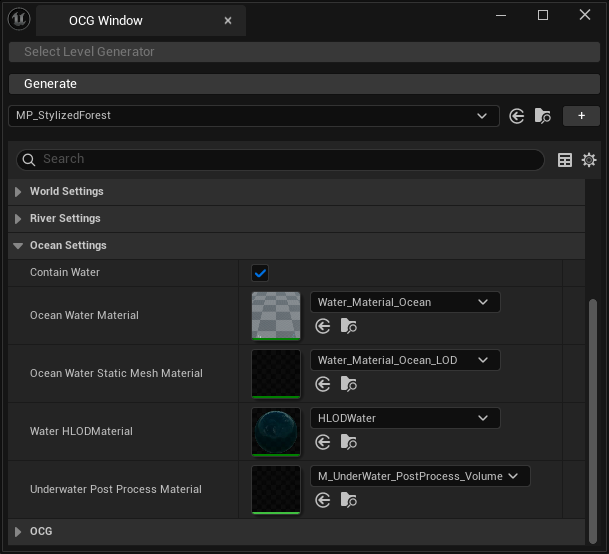 OCG Window
Select Level Generator
Generate
MP_StylizedForest
Search
World Settings
River Settings
Ocean Settings
Contain Water
Ocean Water Material
Water_Material_Ocean
Ocean Water Static Mesh Material
Water_Material_Ocean_LOD
Water HLODMaterial
HLODWater
Underwater Post Process Material
M_UnderWater_PostProcess_Volume
OCG